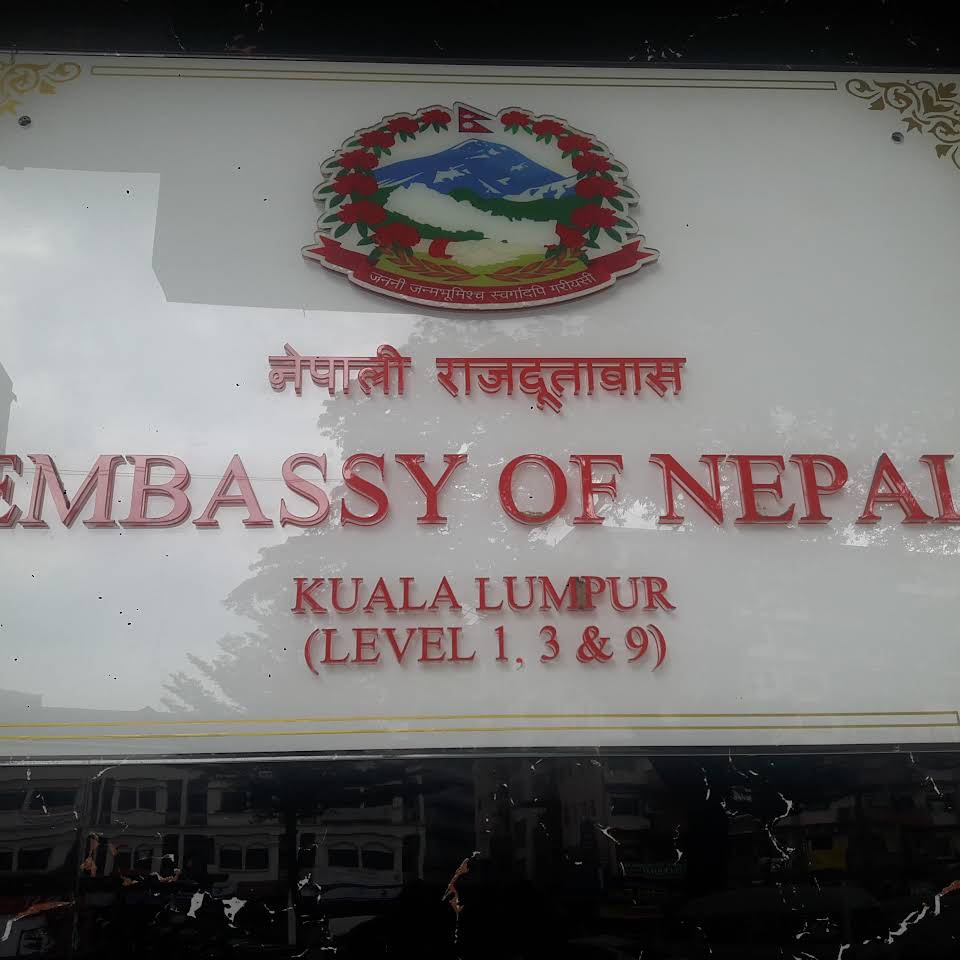 जननी जन्मभूमिश्च स्वर्गादपि गरीयसी
नेपाली राजदूतावास
EMBASSY OF NEPAL
KUALA LUMPUR
(LEVEL 1, 3 & 9)